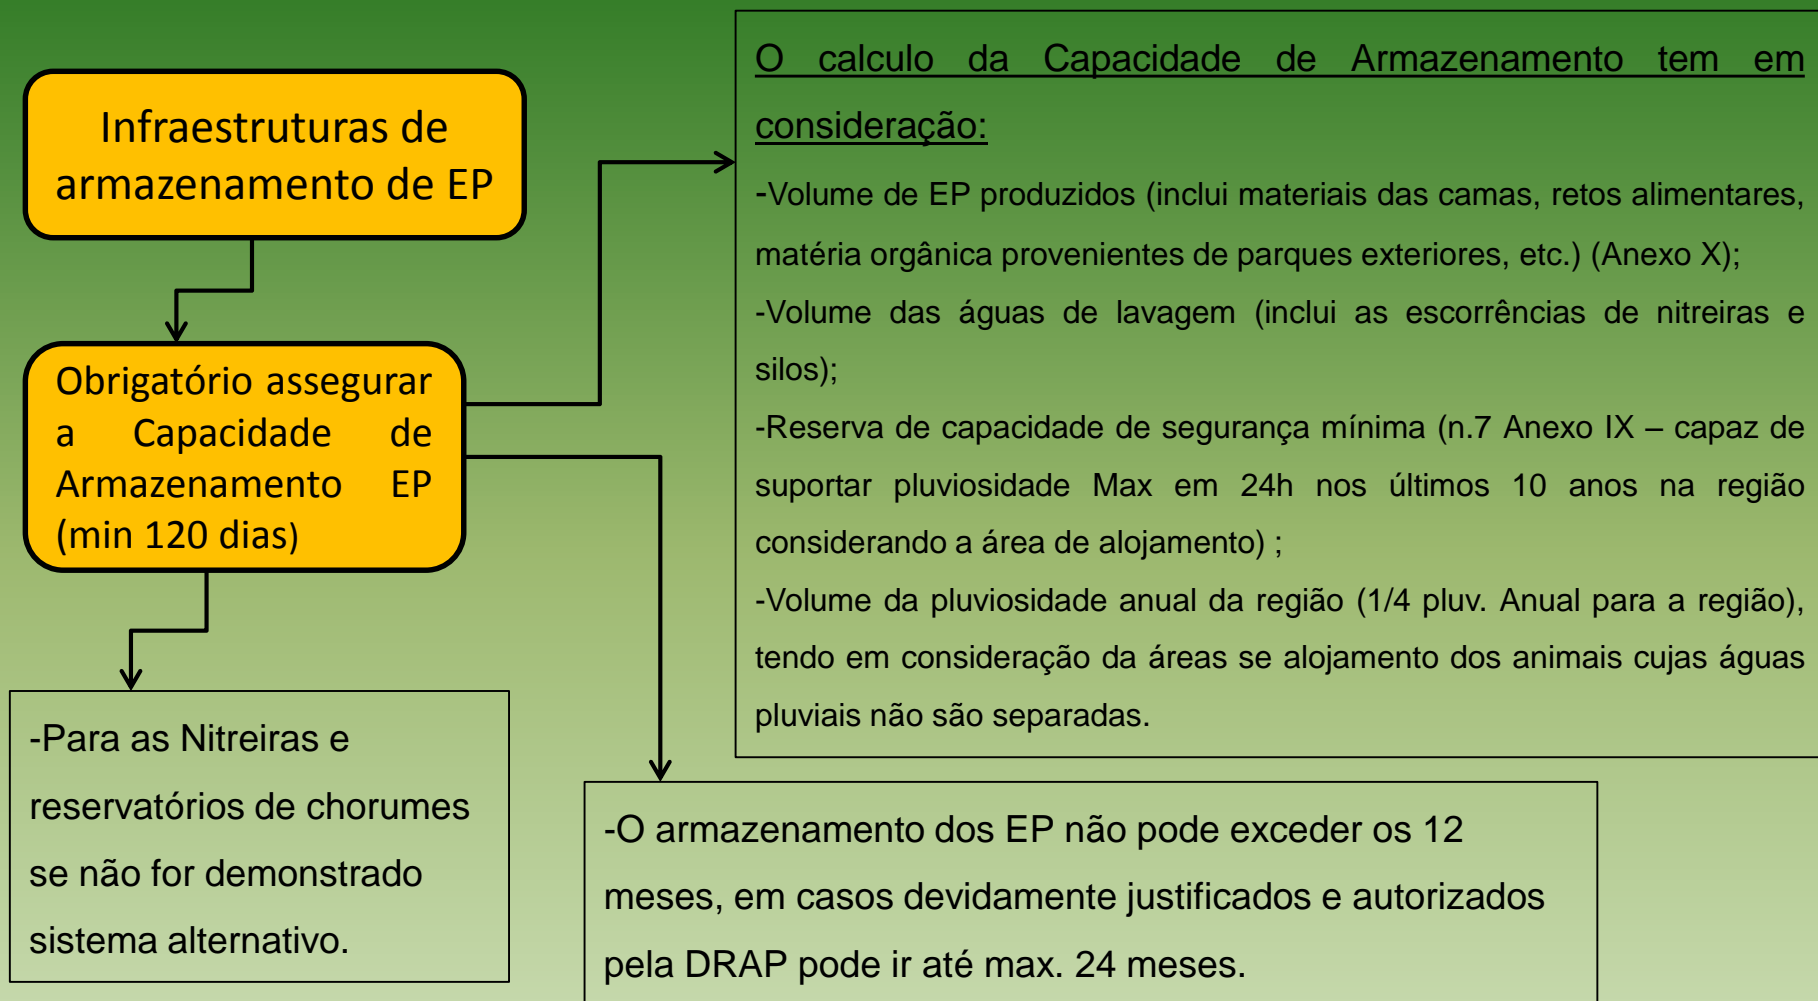 Infraestruturas de
armazenamento de EP
Obrigatório assegurar
a Capacidade de
Armazenamento EP
(min 120 dias)
-Para as Nitreiras e
reservatórios de chorumes
se não for demonstrado
sistema alternativo.
O calculo da Capacidade de Armazenamento tem em
consideração:
-Volume de EP produzidos (inclui materiais das camas, retos alimentares,
matéria orgânica provenientes de parques exteriores, etc.) (Anexo X);
-Volume das águas de lavagem (inclui as escorrências de nitreiras e
silos);
-Reserva de capacidade de segurança mínima (n.7 Anexo IX – capaz de
suportar pluviosidade Max em 24h nos últimos 10 anos na região
considerando a área de alojamento) ;
-Volume da pluviosidade anual da região (1/4 pluv. Anual para a região),
tendo em consideração da áreas se alojamento dos animais cujas águas
pluviais não são separadas.
-O armazenamento dos EP não pode exceder os 12
meses, em casos devidamente justificados e autorizados
pela DRAP pode ir até max. 24 meses.